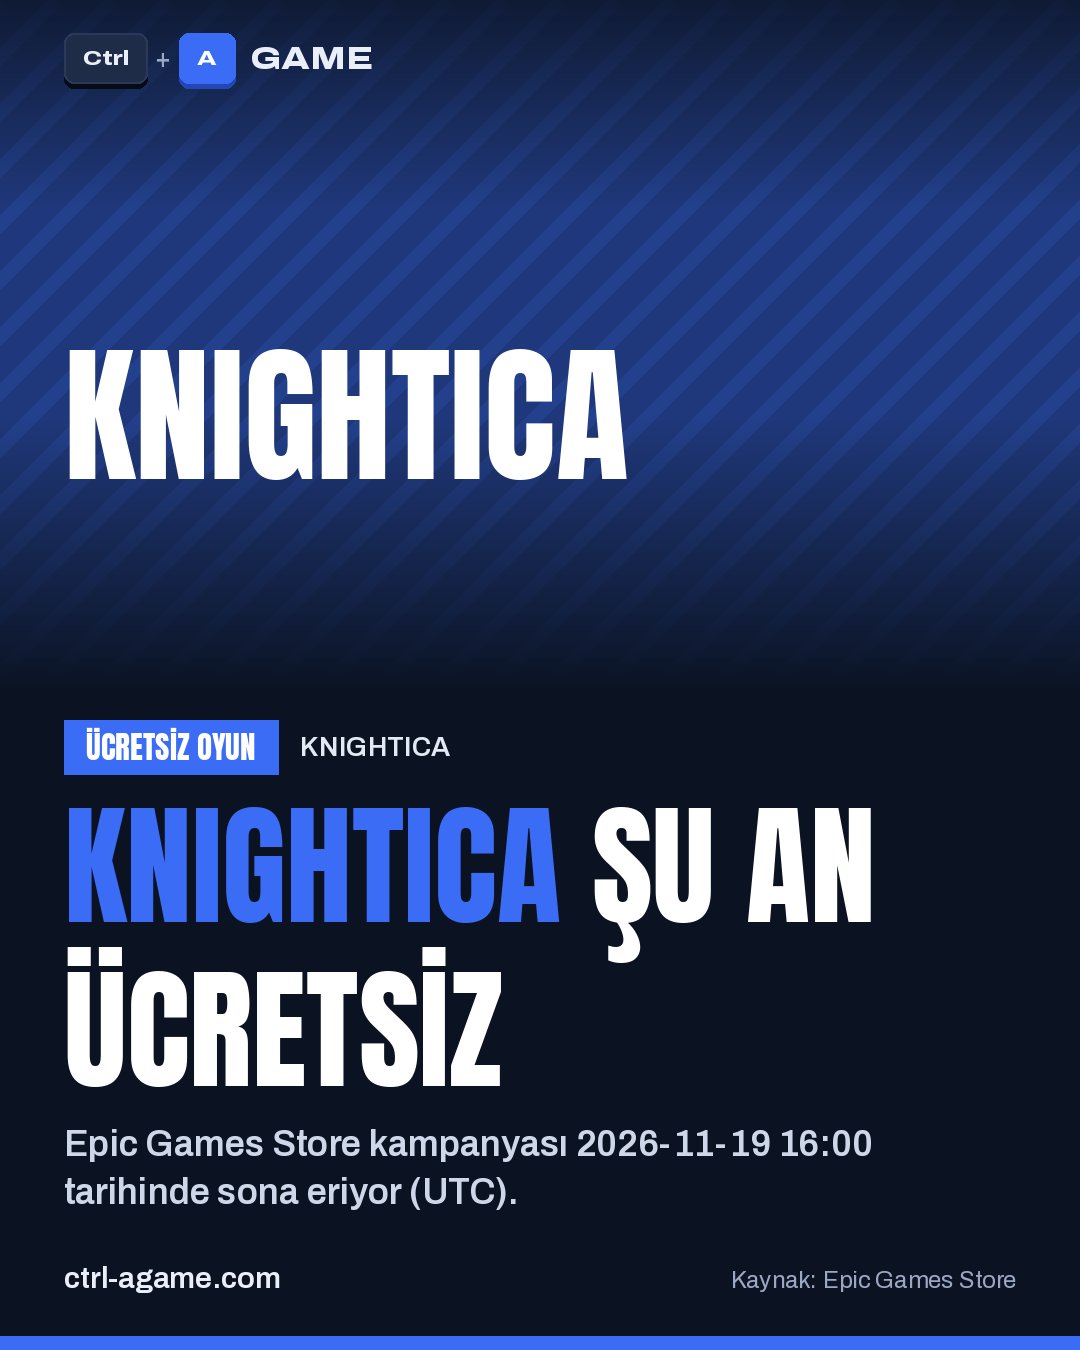 Ctrl + A GAME
KNIGHTICA
ÜCRETSİZ OYUN KNIGHTICA
KNIGHTICA ŞU AN
ÜCRETSİZ
Epic Games Store kampanyası 2026-11-19 16:00
tarihinde sona eriyor (UTC).
ctrl-agame.com Kaynak: Epic Games Store